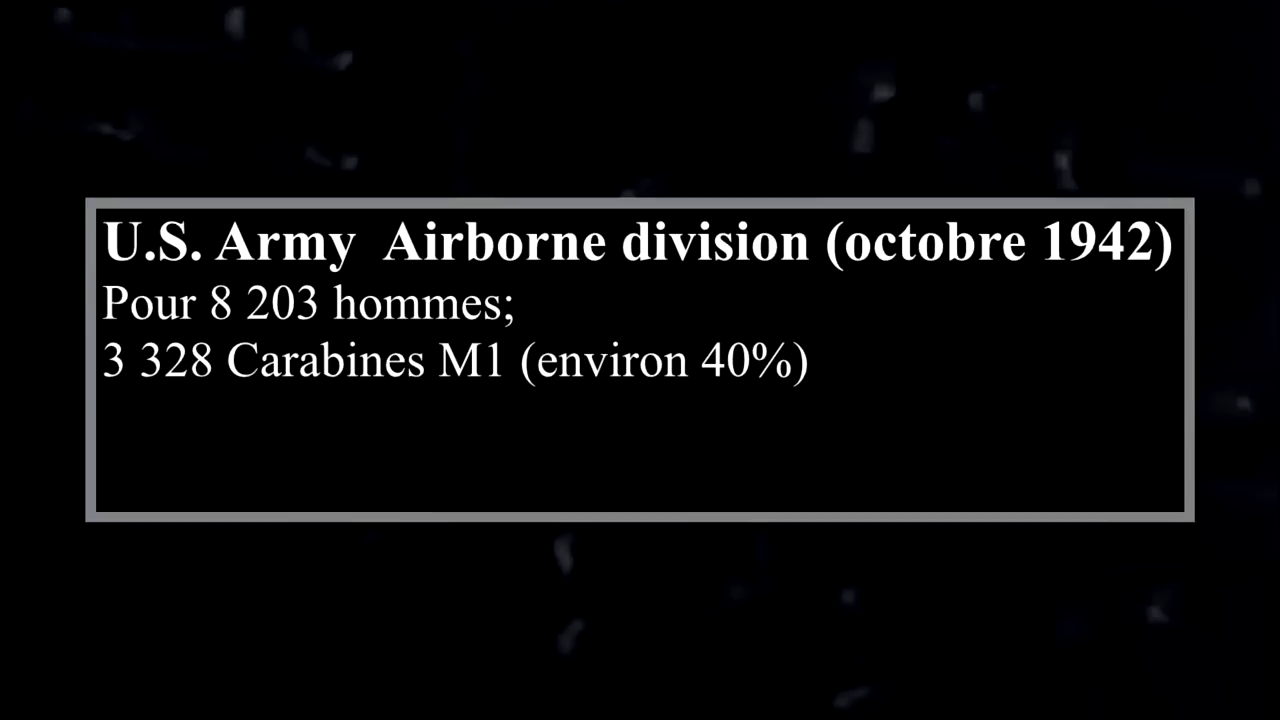 U.S. Army  Airborne division (octobre 1942)
Pour 8 203 hommes;
3 328 Carabines M1 (environ 40%)